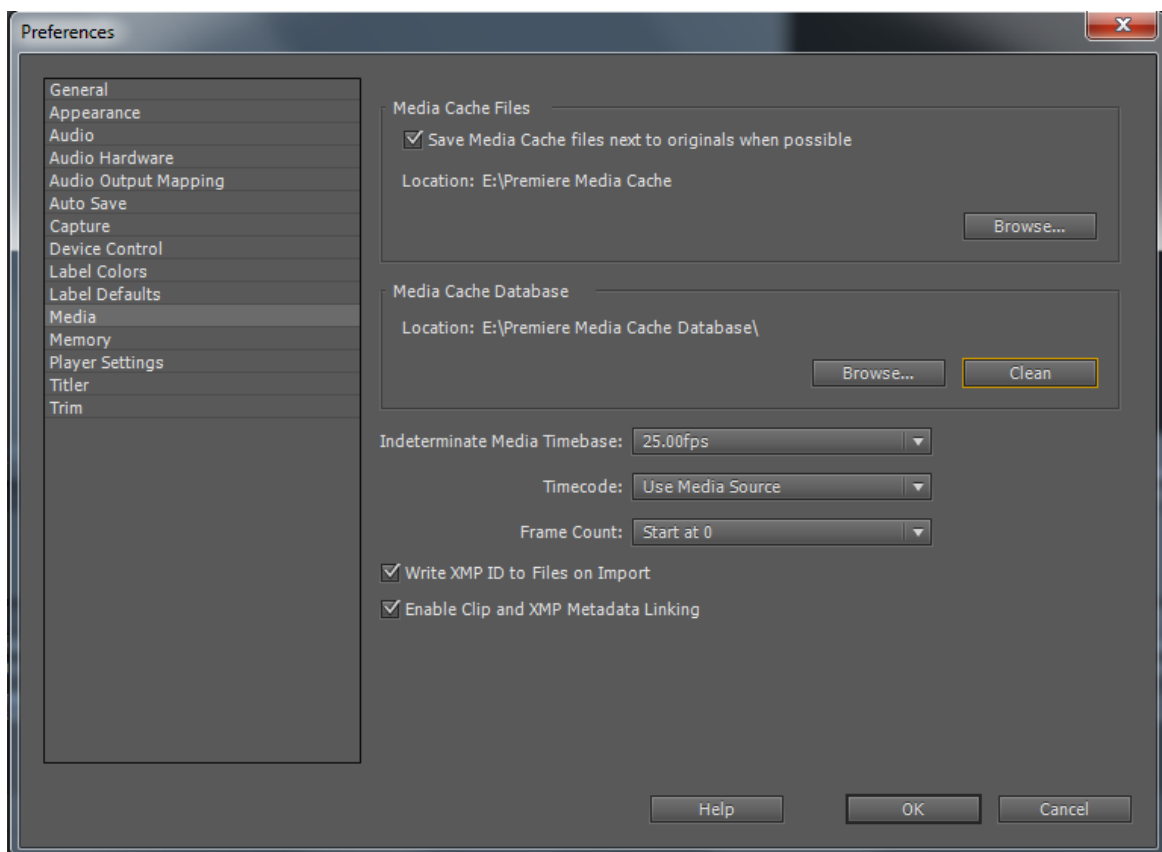 Preferences
General
Appearance
Audio
Audio Hardware
Audio Output Mapping
Auto Save
Capture
Device Control
Label Colors
Label Defaults
Media
Memory
Player Settings
Titler
Trim
Media Cache Files
Save Media Cache files next to originals when possible
Location: E:\Premiere Media Cache
Browse...
Media Cache Database
Location: E:\Premiere Media Cache Database\
Browse... Clean
Indeterminate Media Timebase: 25.00fps
Timecode: Use Media Source
Frame Count: Start at 0
Write XMP ID to Files on Import
Enable Clip and XMP Metadata Linking
Help OK Cancel